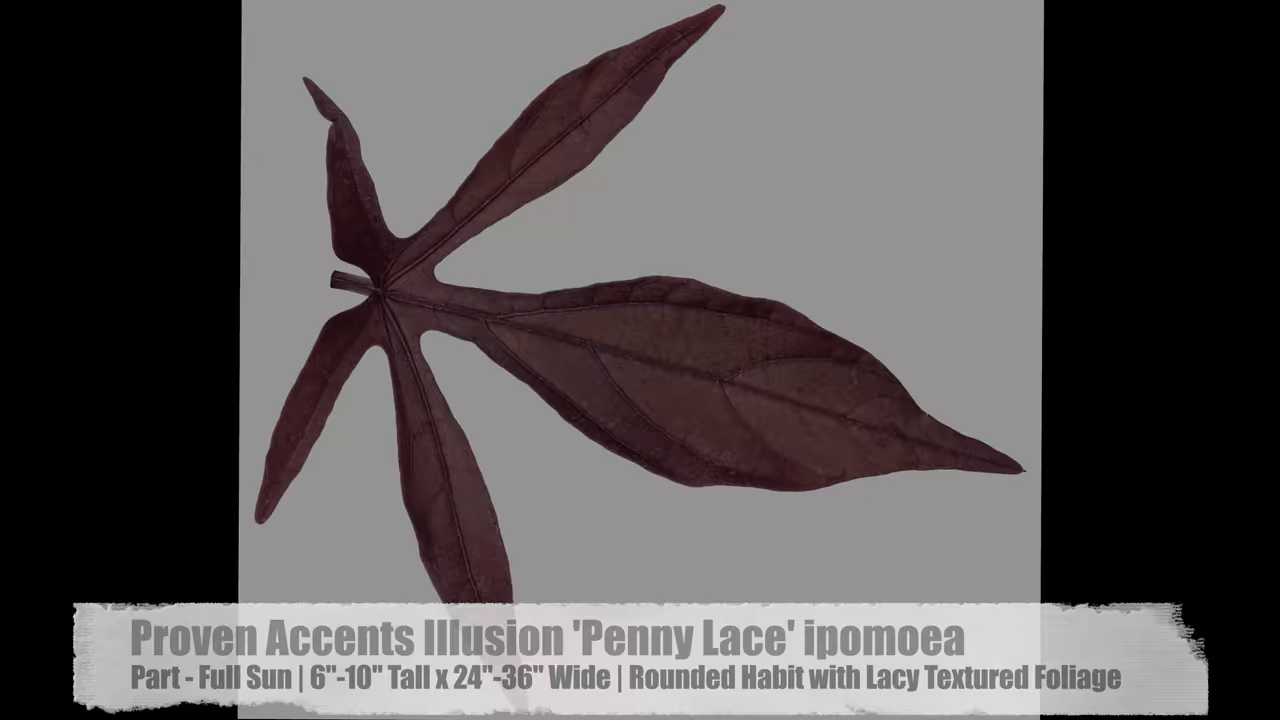 Proven Accents Illusion 'Penny Lace' ipomoea
Part - Full Sun | 6"-10" Tall x 24"-36" Wide | Rounded Habit with Lacy Textured Foliage